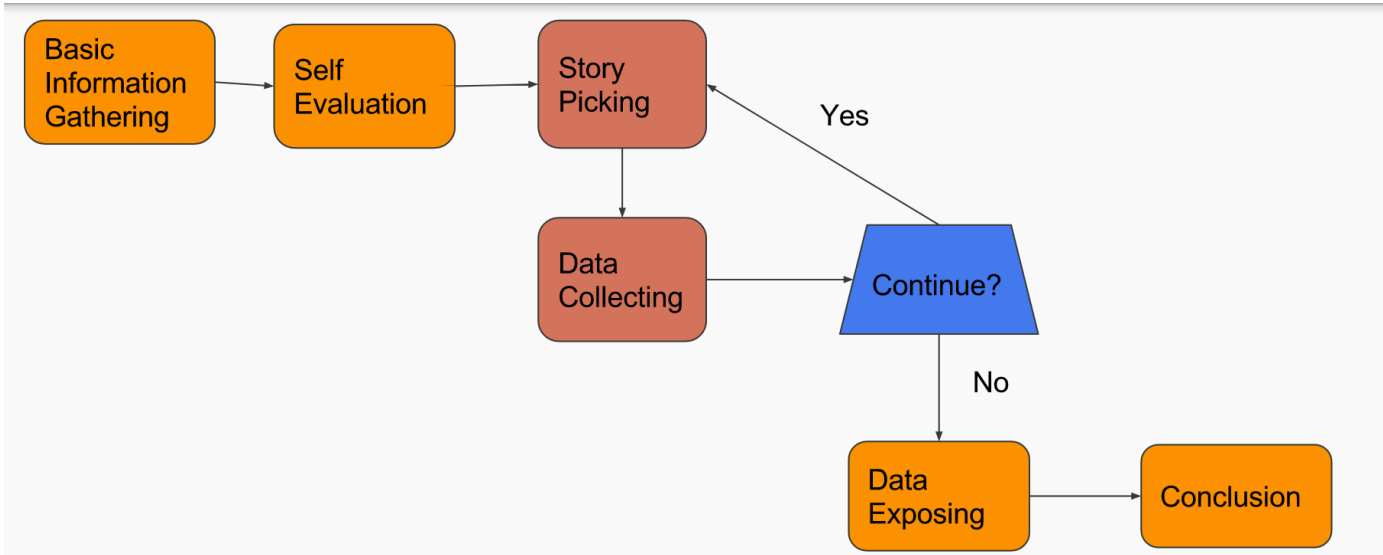 Basic
Information
Gathering
Self
Evaluation
Story
Picking
Yes
Data
Collecting
Continue?
No
Data
Exposing
Conclusion